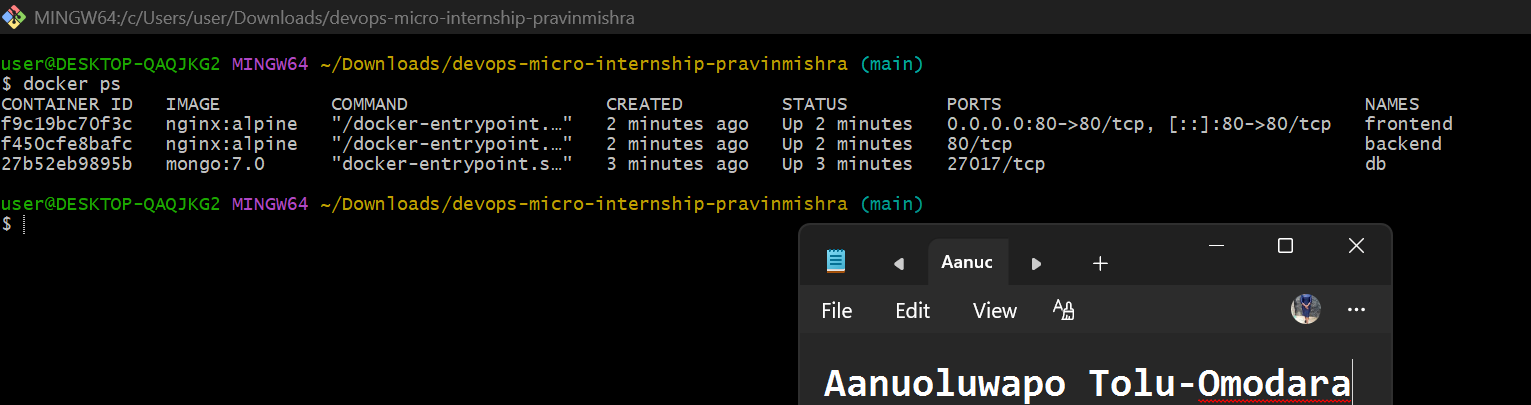 MINGW64:/c/Users/user/Downloads/devops-micro-internship-pravinmishra
user@DESKTOP-QAQJKG2 MINGW64 ~/Downloads/devops-micro-internship-pravinmishra (main)
$ docker ps
CONTAINER ID   IMAGE          COMMAND                  CREATED         STATUS         PORTS                                 NAMES
f9c19bc70f3c   nginx:alpine   "/docker-entrypoint.…"   2 minutes ago   Up 2 minutes   0.0.0.0:80->80/tcp, [::]:80->80/tcp   frontend
f450cfe8bafc   nginx:alpine   "/docker-entrypoint.…"   2 minutes ago   Up 2 minutes   80/tcp                                backend
27b52eb9895b   mongo:7.0      "docker-entrypoint.s…"   3 minutes ago   Up 3 minutes   27017/tcp                             db
user@DESKTOP-QAQJKG2 MINGW64 ~/Downloads/devops-micro-internship-pravinmishra (main)
$
Aanuc
File Edit View
Aanuoluwapo Tolu-Omodara